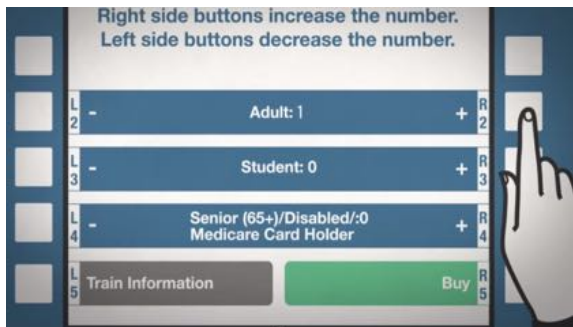 Right side buttons increase the number.
Left side buttons decrease the number.
L2 - Adult: 1 + R2
L3 - Student: 0 + R3
L4 - Senior (65+)/Disabled/:0 + R4
Medicare Card Holder
L5 Train Information Buy R5